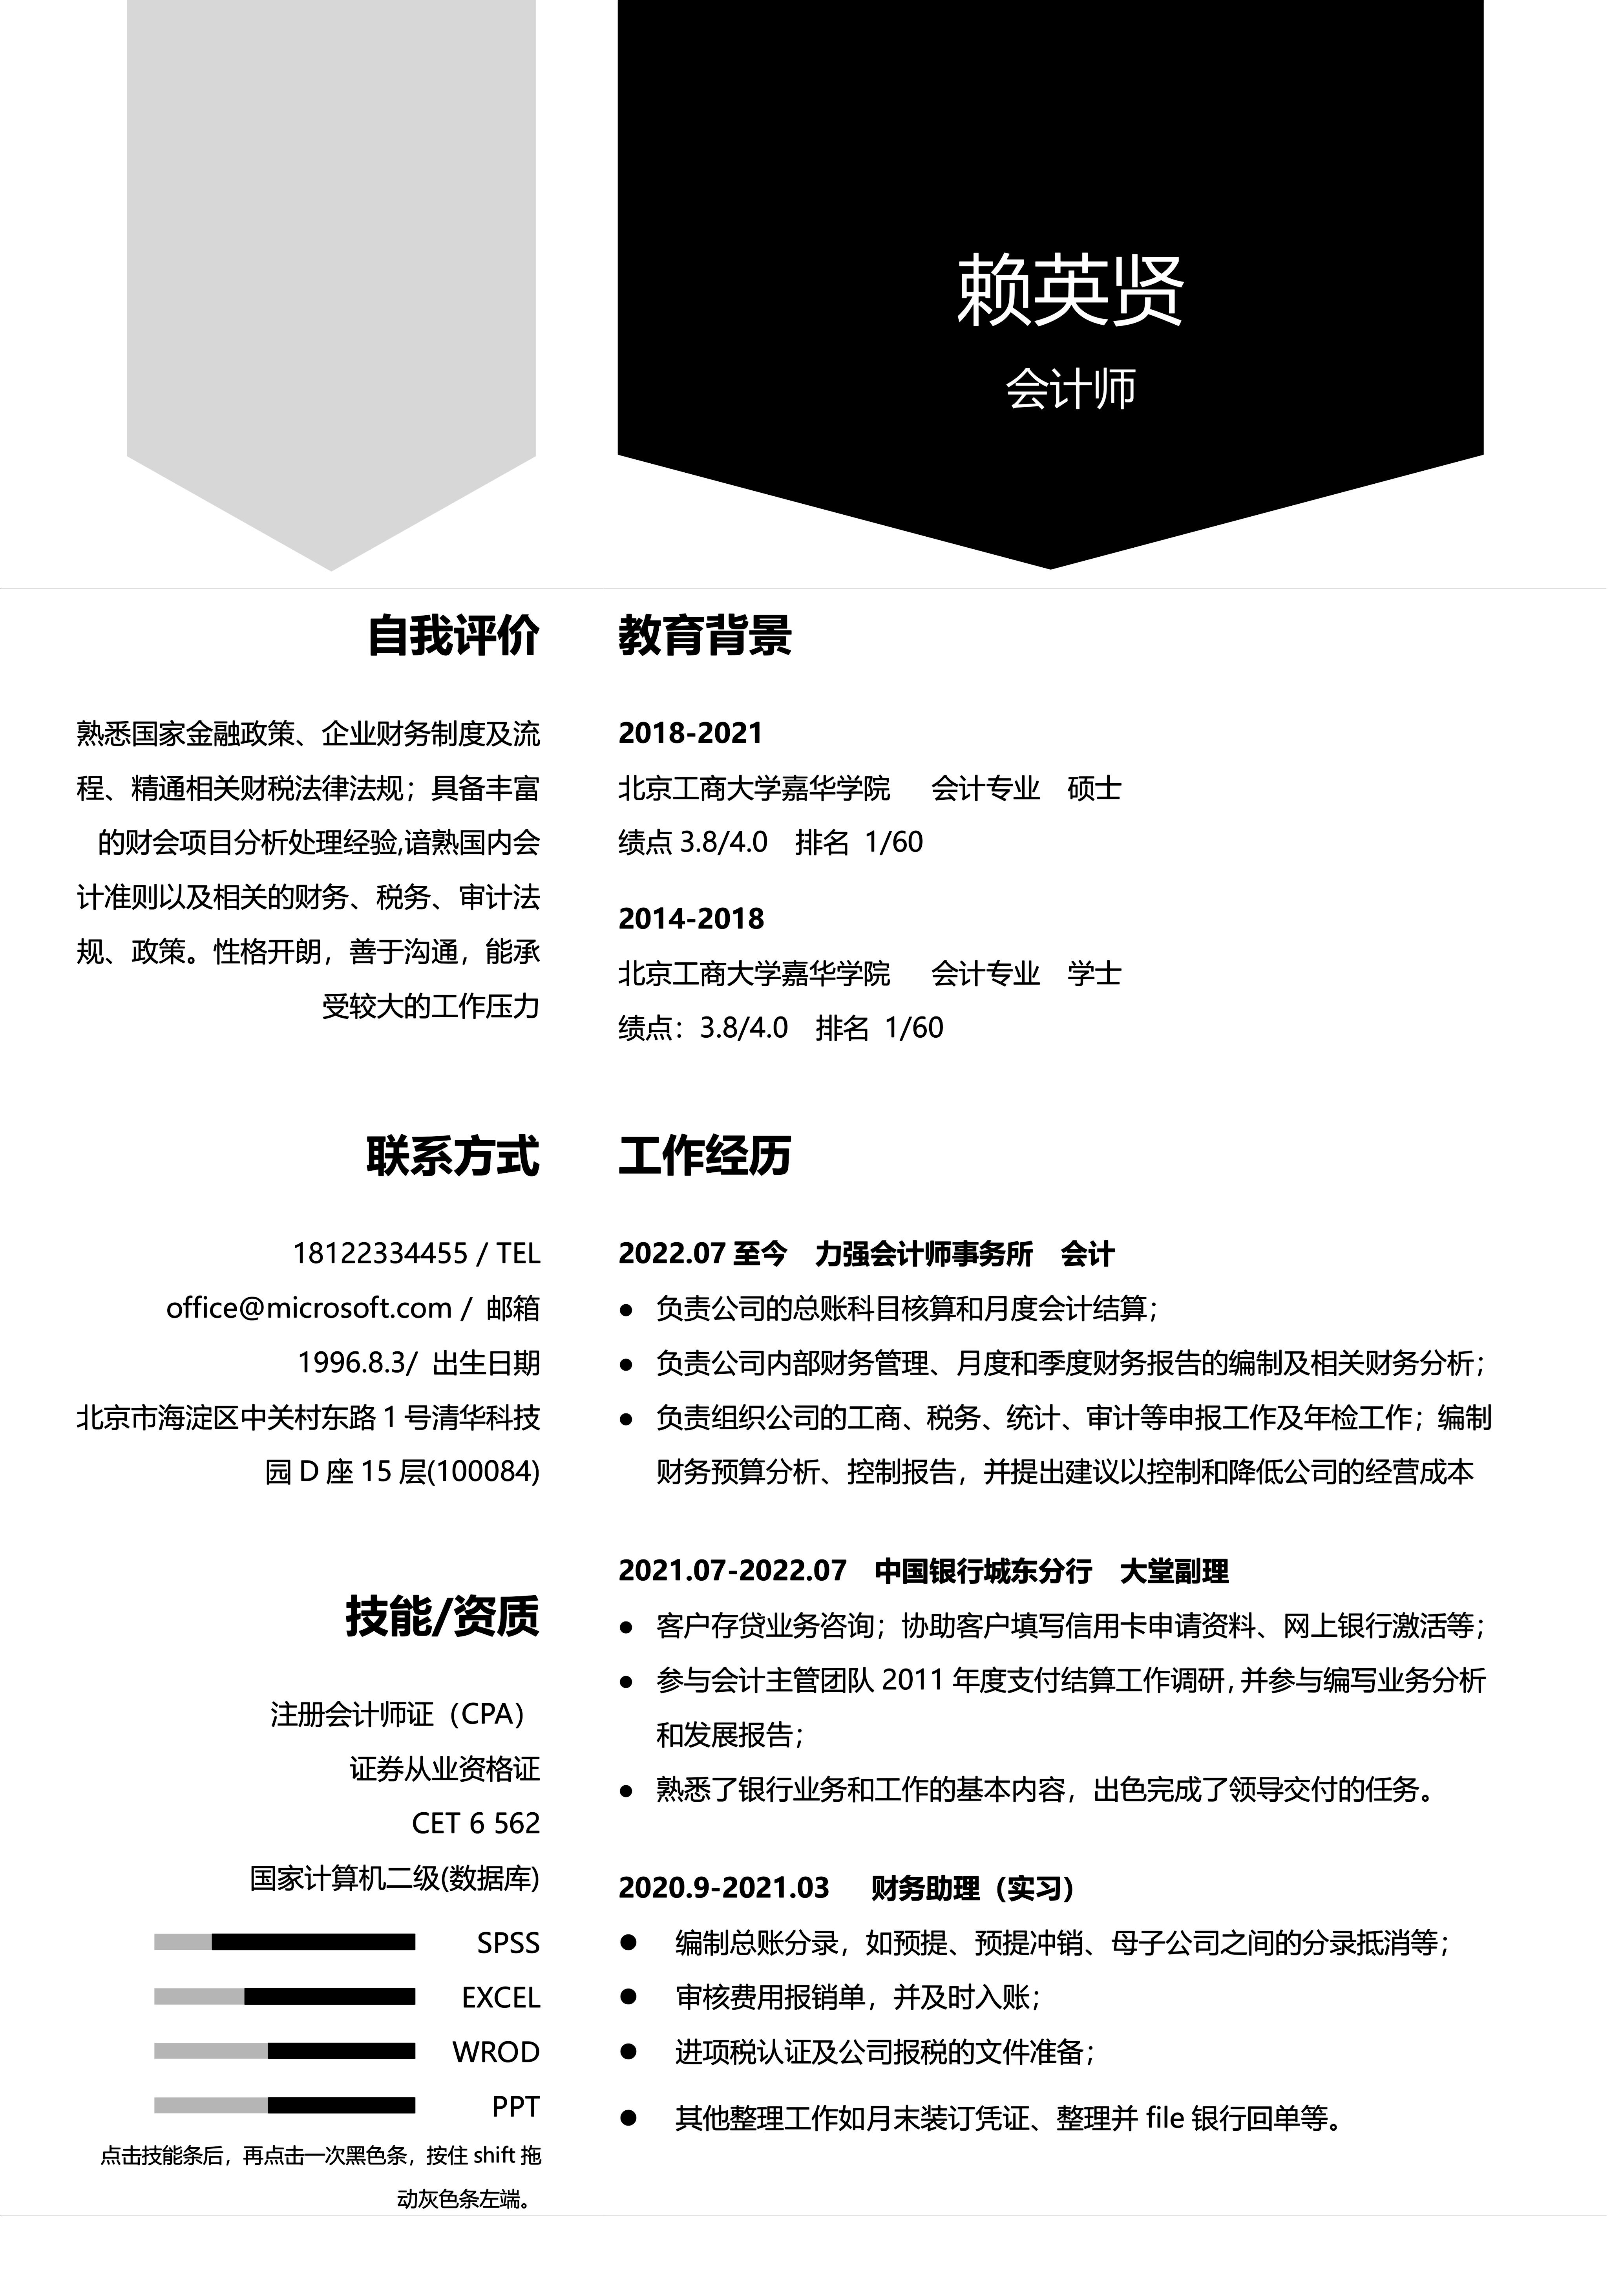 赖英贤
会计师
自我评价
熟悉国家金融政策、企业财务制度及流
程、精通相关财税法律法规；具备丰富
的财会项目分析处理经验,谙熟国内会
计准则以及相关的财务、税务、审计法
规、政策。性格开朗，善于沟通，能承
受较大的工作压力
联系方式
18122334455 / TEL
office@microsoft.com / 邮箱
1996.8.3/ 出生日期
北京市海淀区中关村东路 1 号清华科技
园 D 座 15 层(100084)
技能/资质
注册会计师证（CPA）
证券从业资格证
CET 6 562
国家计算机二级(数据库)
SPSS
EXCEL
WROD
PPT
点击技能条后，再点击一次黑色条，按住 shift 拖
动灰色条左端。
教育背景
2018-2021
北京工商大学嘉华学院 会计专业 硕士
绩点 3.8/4.0 排名 1/60
2014-2018
北京工商大学嘉华学院 会计专业 学士
绩点：3.8/4.0 排名 1/60
工作经历
2022.07 至今 力强会计师事务所 会计
● 负责公司的总账科目核算和月度会计结算；
● 负责公司内部财务管理、月度和季度财务报告的编制及相关财务分析；
● 负责组织公司的工商、税务、统计、审计等申报工作及年检工作；编制
财务预算分析、控制报告，并提出建议以控制和降低公司的经营成本
2021.07-2022.07 中国银行城东分行 大堂副理
● 客户存贷业务咨询；协助客户填写信用卡申请资料、网上银行激活等；
● 参与会计主管团队 2011 年度支付结算工作调研，并参与编写业务分析
和发展报告；
● 熟悉了银行业务和工作的基本内容，出色完成了领导交付的任务。
2020.9-2021.03 财务助理（实习）
● 编制总账分录，如预提、预提冲销、母子公司之间的分录抵消等；
● 审核费用报销单，并及时入账；
● 进项税认证及公司报税的文件准备；
● 其他整理工作如月末装订凭证、整理并 file 银行回单等。